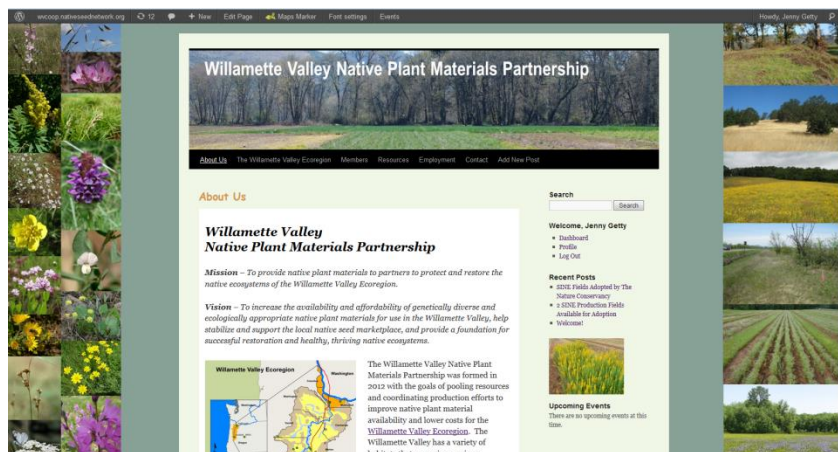 wvcoop.nativeseednetwork.org 12 + New Edit Page Maps Marker Font settings Events Howdy, Jenny Getty
Willamette Valley Native Plant Materials Partnership
About Us The Willamette Valley Ecoregion Members Resources Employment Contact Add New Post
About Us
Willamette Valley
Native Plant Materials Partnership
Mission – To provide native plant materials to partners to protect and restore the
native ecosystems of the Willamette Valley Ecoregion.
Vision – To increase the availability and affordability of genetically diverse and
ecologically appropriate native plant materials for use in the Willamette Valley, help
stabilize and support the local native seed marketplace, and provide a foundation for
successful restoration and healthy, thriving native ecosystems.
Willamette Valley Ecoregion
Washington
The Willamette Valley Native Plant
Materials Partnership was formed in
2012 with the goals of pooling resources
and coordinating production efforts to
improve native plant material
availability and lower costs for the
Willamette Valley Ecoregion. The
Willamette Valley has a variety of
Search
Search
Welcome, Jenny Getty
Dashboard
Profile
Log Out
Recent Posts
SINE Fields Adopted by The
Nature Conservancy
2 SINE Production Fields
Available for Adoption
Welcome!
Upcoming Events
There are no upcoming events at this
time.